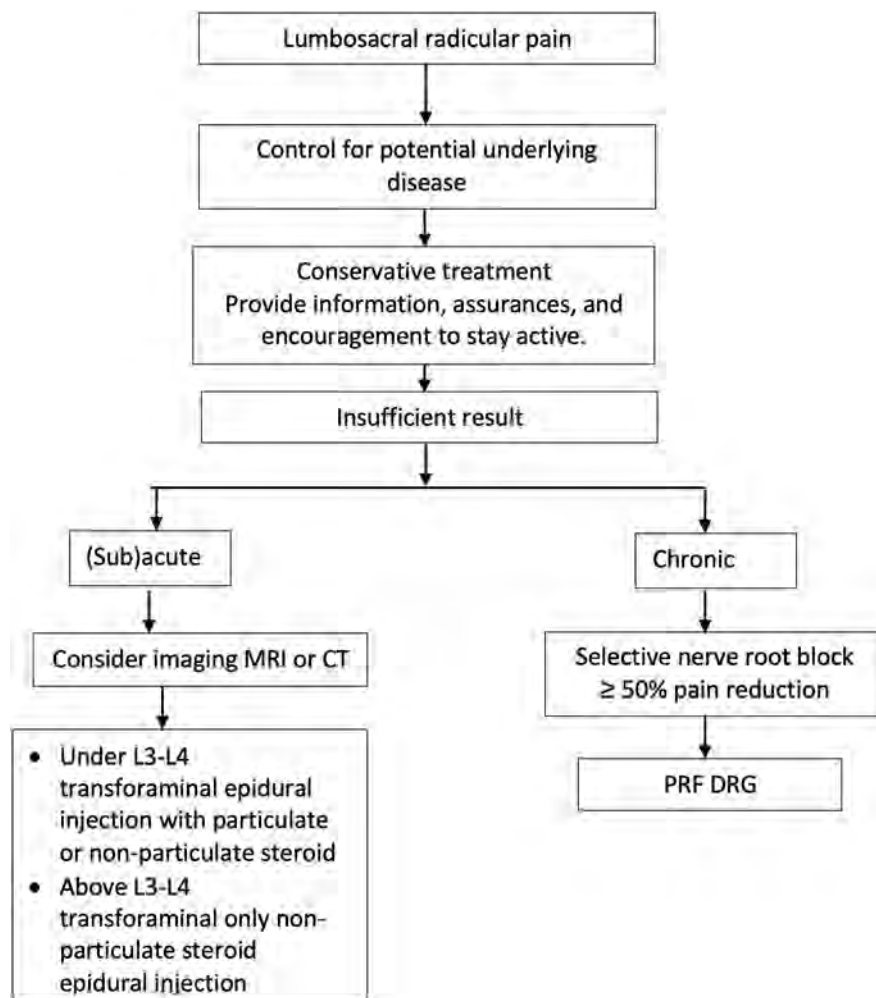 Lumbosacral radicular pain
Control for potential underlying
disease
Conservative treatment
Provide information, assurances, and
encouragement to stay active.
Insufficient result
(Sub)acute
Chronic
Consider imaging MRI or CT
Selective nerve root block
≥ 50% pain reduction
• Under L3-L4
transforaminal epidural
injection with particulate
or non-particulate steroid
• Above L3-L4
transforaminal only non-
particulate steroid
epidural injection
PRF DRG